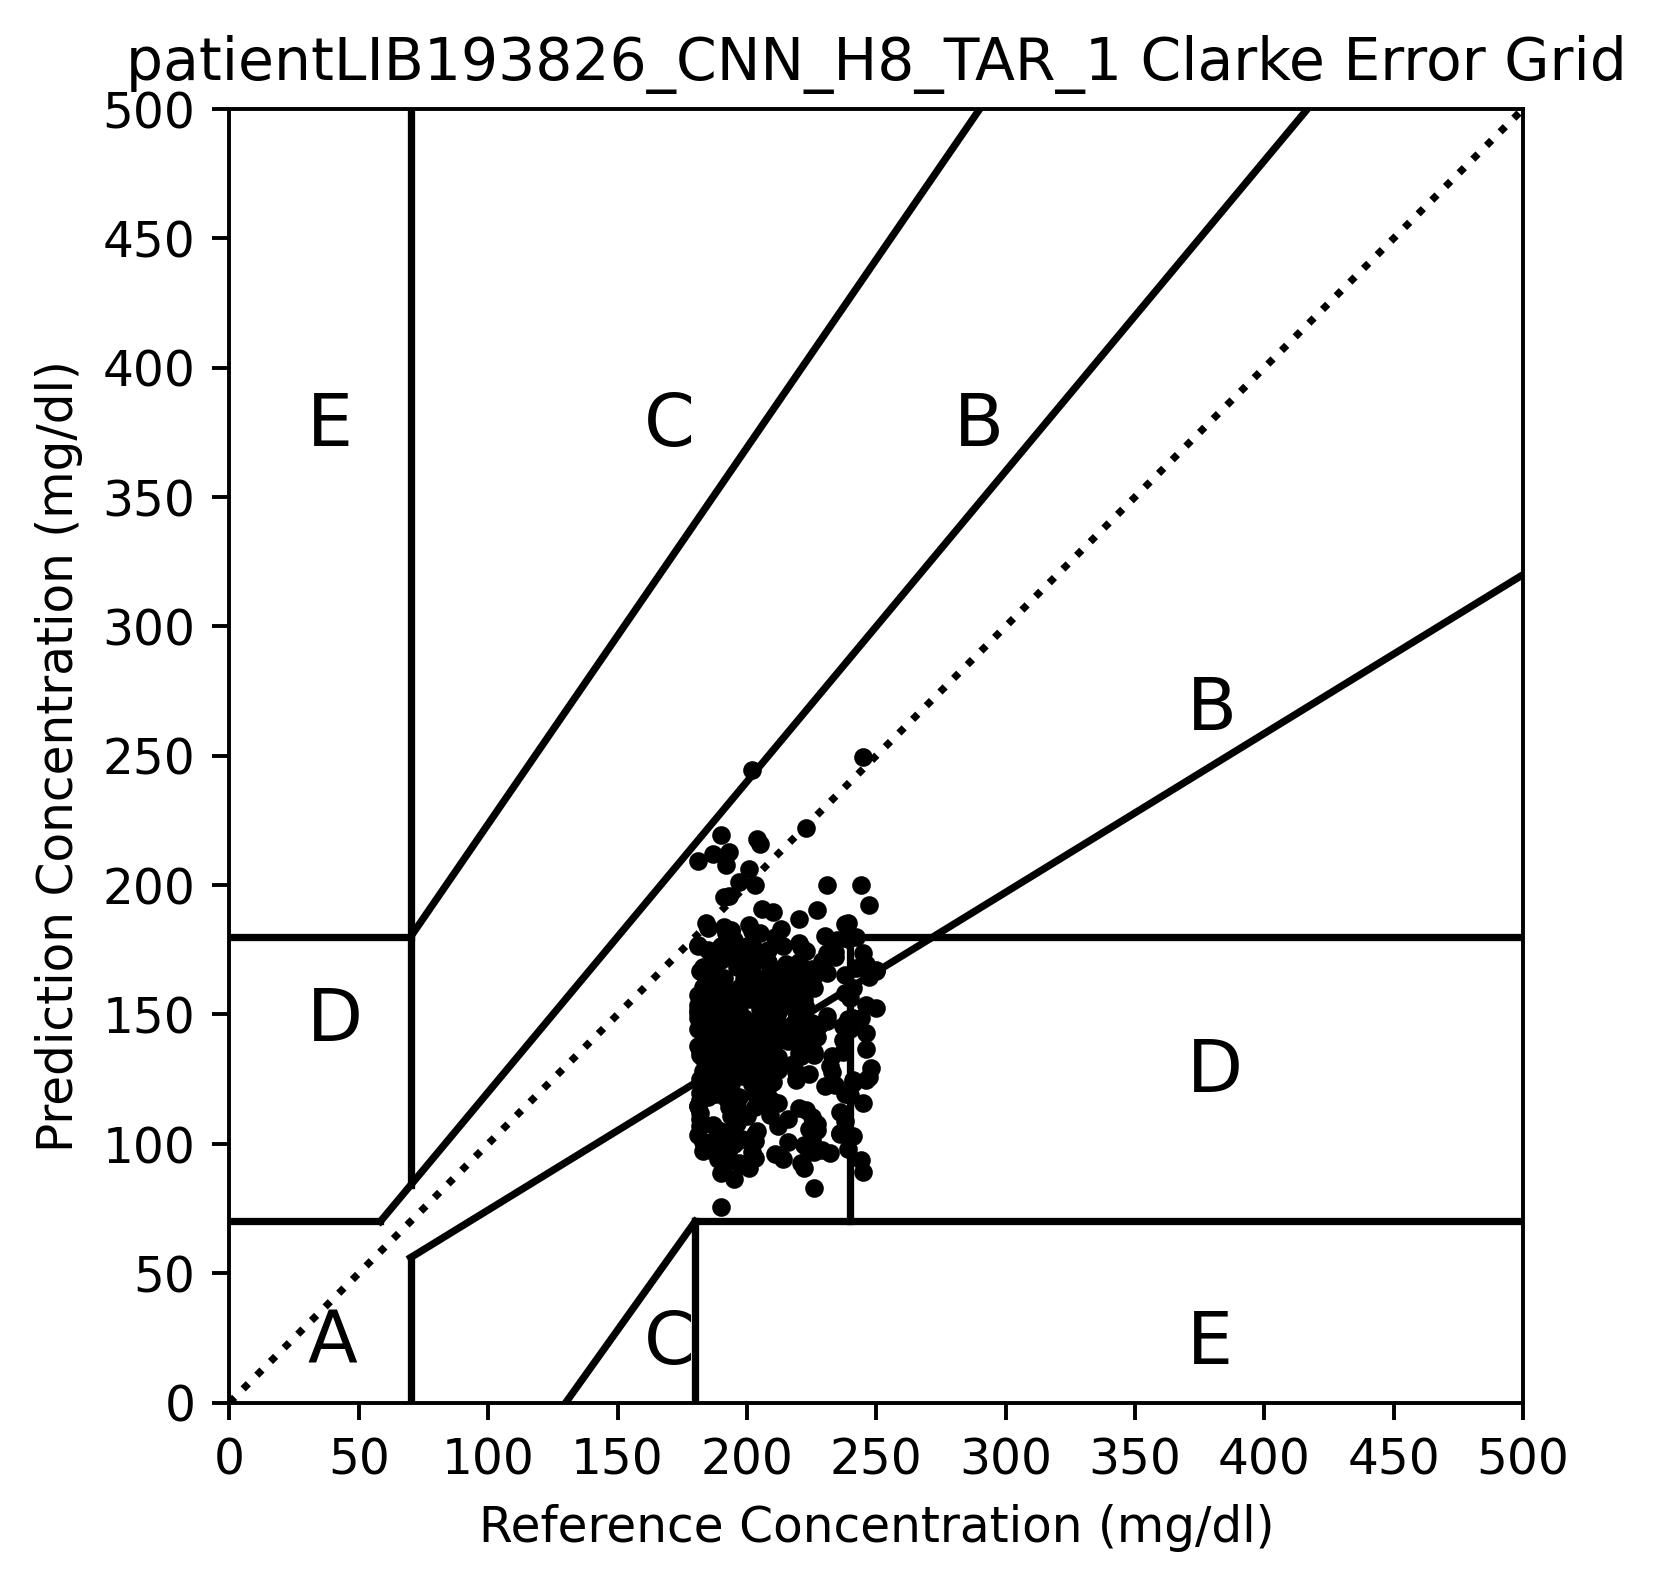 patientLIB193826_CNN_H8_TAR_1 Clarke Error Grid
500
450
400
350
300
250
200
150
100
50
0
Prediction Concentration (mg/dl)
E
C
B
B
D
D
A
C
E
0 50 100 150 200 250 300 350 400 450 500
Reference Concentration (mg/dl)